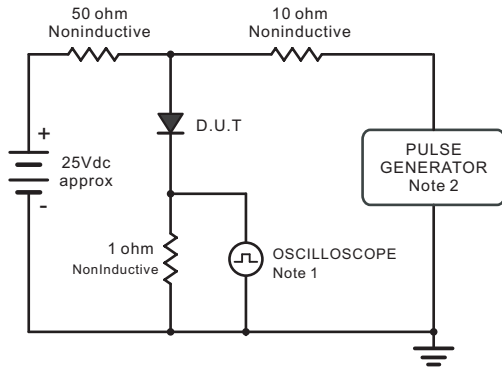 50 ohm
Noninductive
10 ohm
Noninductive
D.U.T
+
25Vdc
approx
-
PULSE
GENERATOR
Note 2
1 ohm
NonInductive
OSCILLOSCOPE
Note 1